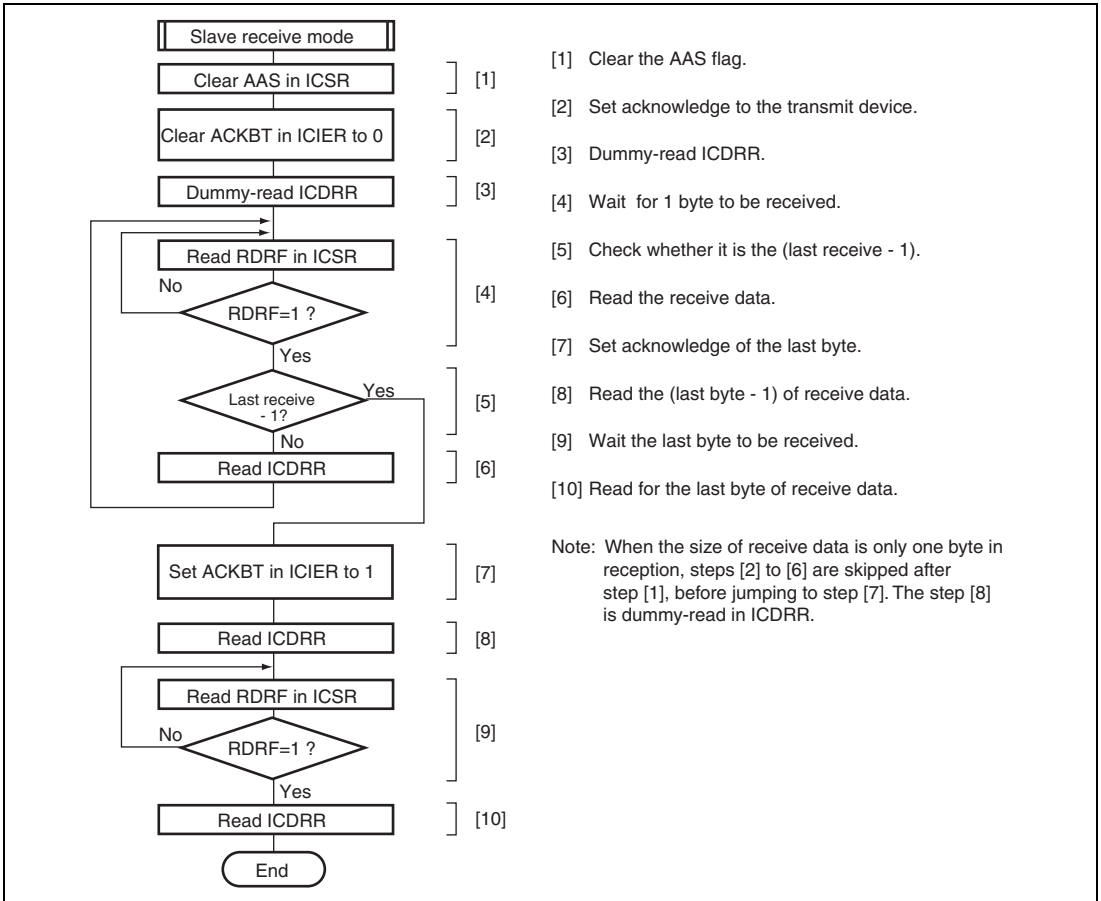 Slave receive mode
Clear AAS in ICSR
[1]
Clear ACKBT in ICIER to 0
[2]
Dummy-read ICDRR
[3]
Read RDRF in ICSR
No
RDRF=1 ?
[4]
Yes
Last receive
- 1?
Yes
[5]
No
Read ICDRR
[6]
Set ACKBT in ICIER to 1
[7]
Read ICDRR
[8]
Read RDRF in ICSR
No
RDRF=1 ?
[9]
Yes
Read ICDRR
[10]
End
[1] Clear the AAS flag.
[2] Set acknowledge to the transmit device.
[3] Dummy-read ICDRR.
[4] Wait for 1 byte to be received.
[5] Check whether it is the (last receive - 1).
[6] Read the receive data.
[7] Set acknowledge of the last byte.
[8] Read the (last byte - 1) of receive data.
[9] Wait the last byte to be received.
[10] Read for the last byte of receive data.
Note: When the size of receive data is only one byte in
reception, steps [2] to [6] are skipped after
step [1], before jumping to step [7]. The step [8]
is dummy-read in ICDRR.